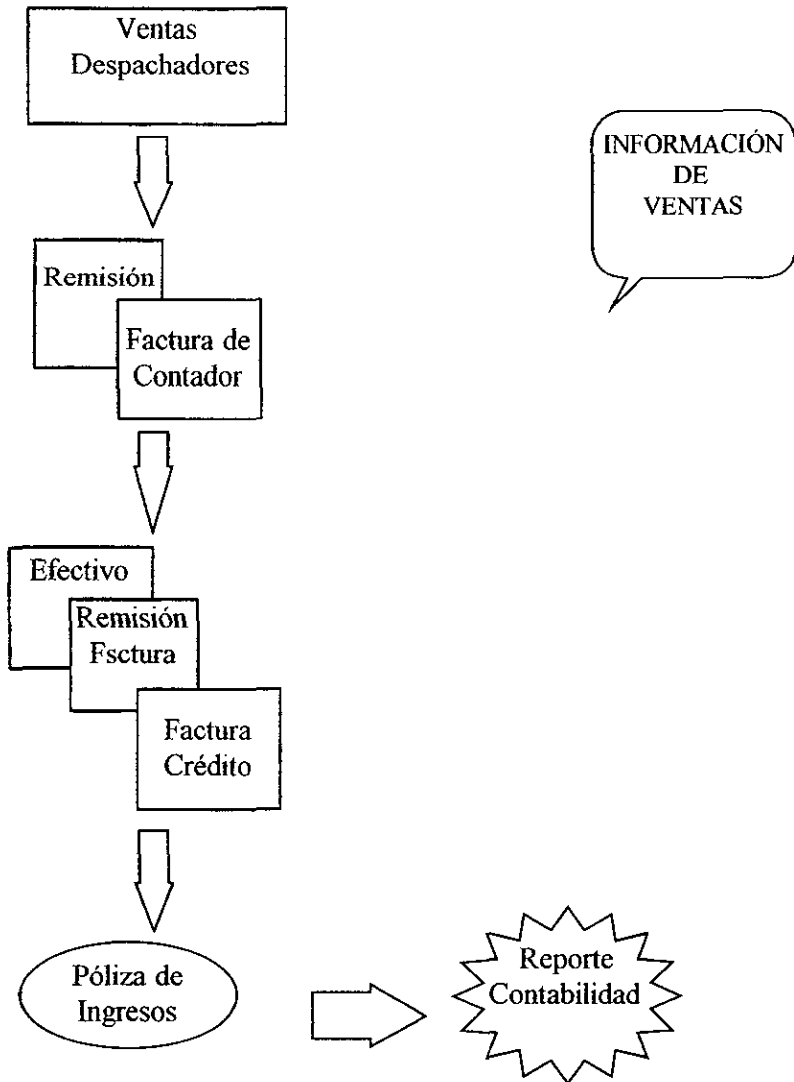 Ventas
Despachadores
INFORMACIÓN
DE
VENTAS
Remisión
Factura de
Contador
Efectivo
Remisión
Fsctura
Factura
Crédito
Póliza de
Ingresos
Reporte
Contabilidad